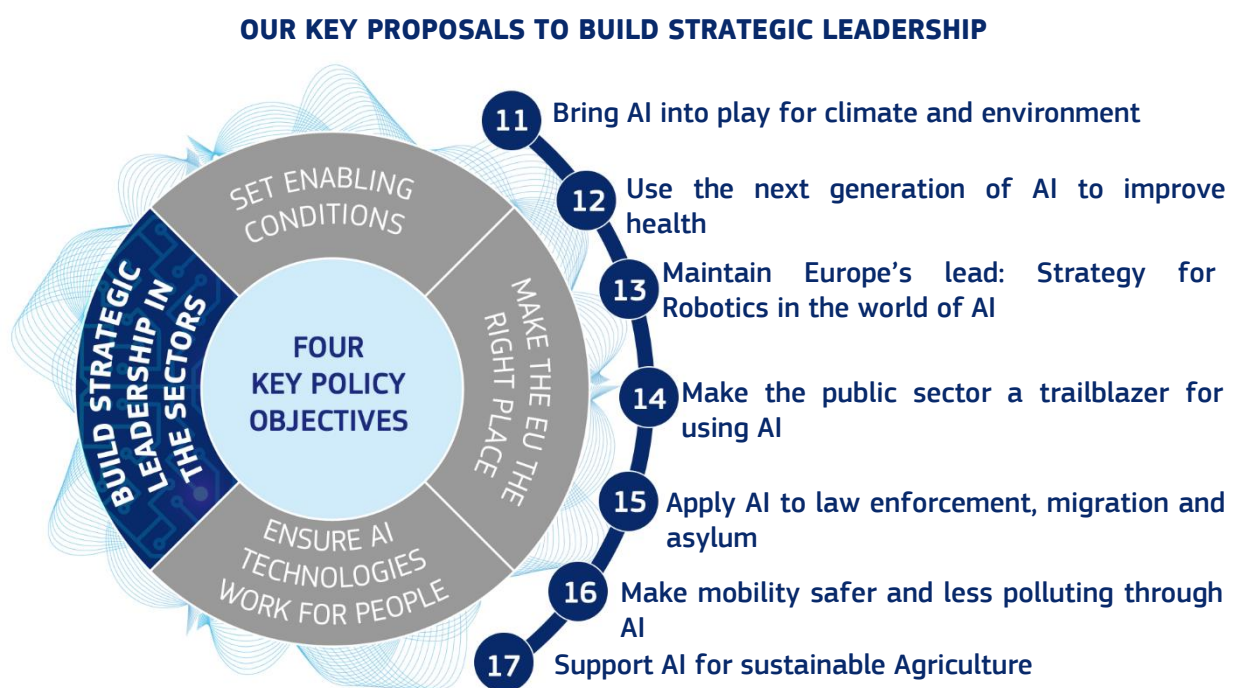 OUR KEY PROPOSALS TO BUILD STRATEGIC LEADERSHIP
SET ENABLING
CONDITIONS
MAKE THE EU THE
RIGHT PLACE
ENSURE AI
TECHNOLOGIES
WORK FOR PEOPLE
BUILD STRATEGIC
LEADERSHIP IN
THE SECTORS
FOUR
KEY POLICY
OBJECTIVES
11 Bring AI into play for climate and environment
12 Use the next generation of AI to improve
health
13 Maintain Europe’s lead: Strategy for
Robotics in the world of AI
14 Make the public sector a trailblazer for
using AI
15 Apply AI to law enforcement, migration and
asylum
16 Make mobility safer and less polluting through
AI
17 Support AI for sustainable Agriculture